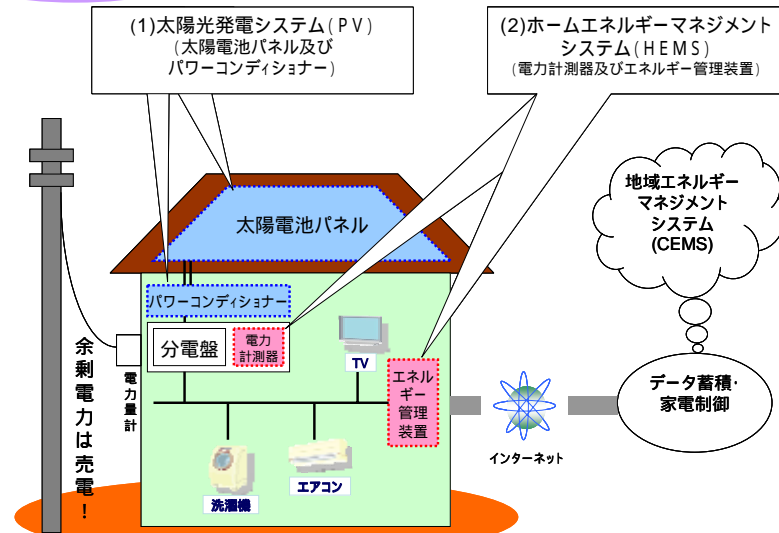 (1)太陽光発電システム(PV)
(太陽電池パネル及び
パワーコンディショナー)
(2)ホームエネルギーマネジメント
システム(HEMS)
(電力計測器及びエネルギー管理装置)
地域エネルギー
マネジメント
システム
(CEMS)
太陽電池パネル
パワーコンディショナー
分電盤
電力
計測器
TV
エネル
ギー
管理
装置
データ蓄積・
家電制御
インターネット
電力量計
余剰電力は売電!
洗濯機
エアコン